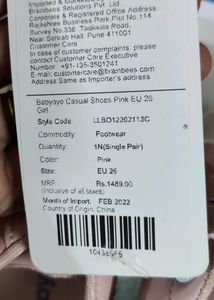 Imported & Marketed By
Brainbees Solutions Pvt. Ltd.
Corporate & Registered Office Address.
Rajashree Business Park Plot No.114
Survey No.338, Tadiwala Road,
Near Sohrab Hall, Pune 411001
Customer Care
In case of customer complaints, please
contact Customer Care Executive
Number: +91-135-3501241
E-mail: customercare@brainbees.com
Address Same as Importer's address
Babyoye Casual Shoes Pink EU 26
Girl
Style Code: LLBO12202113C
Commodity: Footwear
Quantity: 1N(Single Pair)
Color: Pink
Size: EU 26
MRP: Rs.1489.00
(Inclusive of all taxes)
Month of Import: FEB 2022
Country of Origin: China